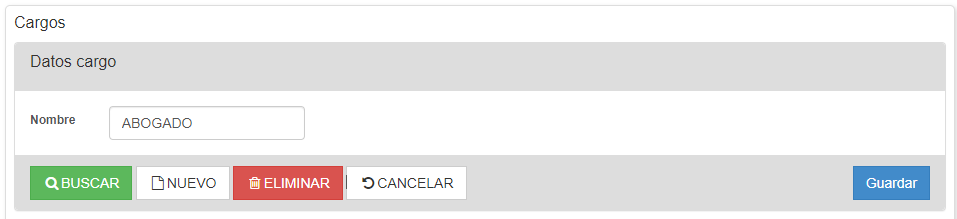 Cargos
Datos cargo
Nombre ABOGADO
BUSCAR NUEVO ELIMINAR CANCELAR Guardar